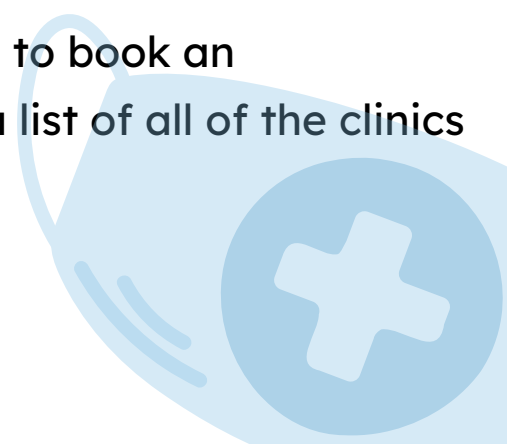 to book an
list of all of the clinics